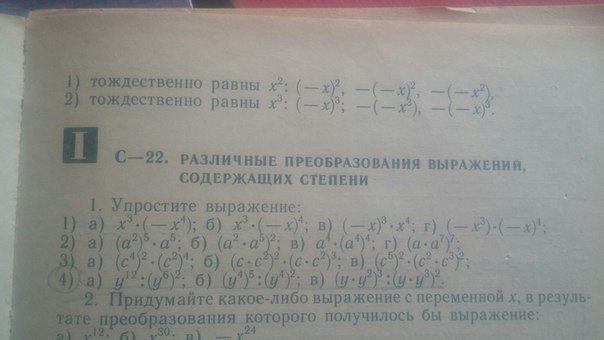 1) тождественно равны x²: (—x)², —(—x)², —(—x²),
2) тождественно равны x³: (—x)³; —(—x³), —(—x)³.
I
С—22. РАЗЛИЧНЫЕ ПРЕОБРАЗОВАНИЯ ВЫРАЖЕНИЙ,
СОДЕРЖАЩИХ СТЕПЕНИ
1. Упростите выражение:
1) а) x³·(—x⁴); б) x³·(—x)⁴; в) (—x)³·x⁴; г) (—x³)·(—x)⁴;
2) а) (a²)⁵·a⁵; б) (a²·a⁵)²; в) a⁴·(a⁴)⁴; г) (a·a⁷)⁷;
3) а) (c⁴)²·(c²)⁴; б) (c·c²)²·(c·c²)³; в) (c⁵)²·(c²·c³)²;
4) а) y¹²:(y⁶)²; б) (y⁴)⁵:(y⁴)²; в) (y·y²)³:(y·y³)².
2. Придумайте какое-либо выражение с переменной x, в резуль-
тате преобразования которого получилось бы выражение:
а) x¹²; б) x³⁰; в) —x²⁴